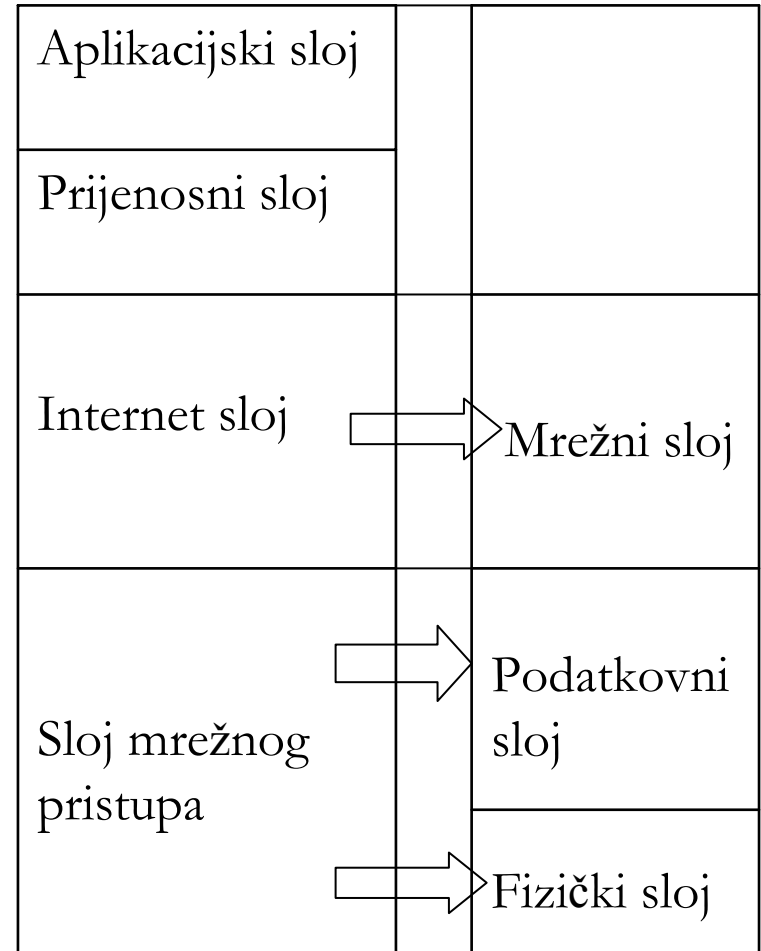 Aplikacijski sloj
Prijenosni sloj
Internet sloj
Mrežni sloj
Sloj mrežnog
pristupa
Podatkovni
sloj
Fizički sloj